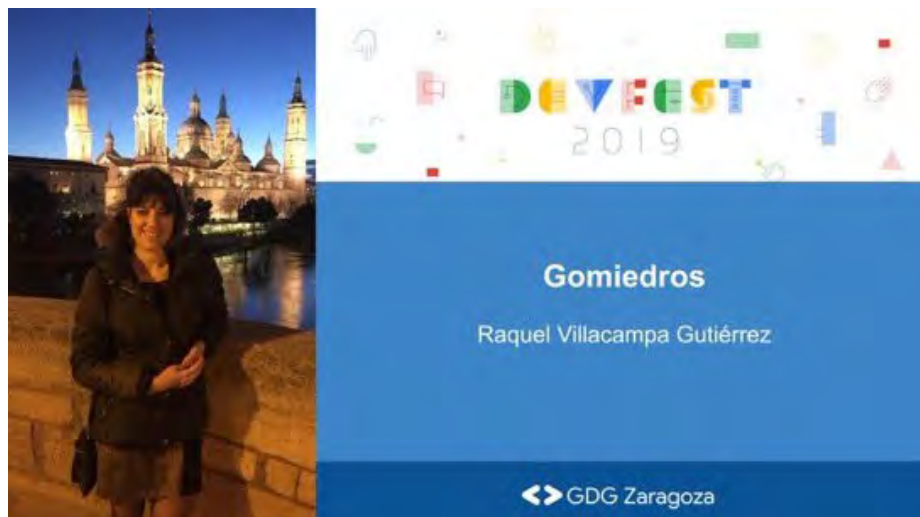 DEVFEST
2019
Gomiedros
Raquel Villacampa Gutiérrez
GDG Zaragoza